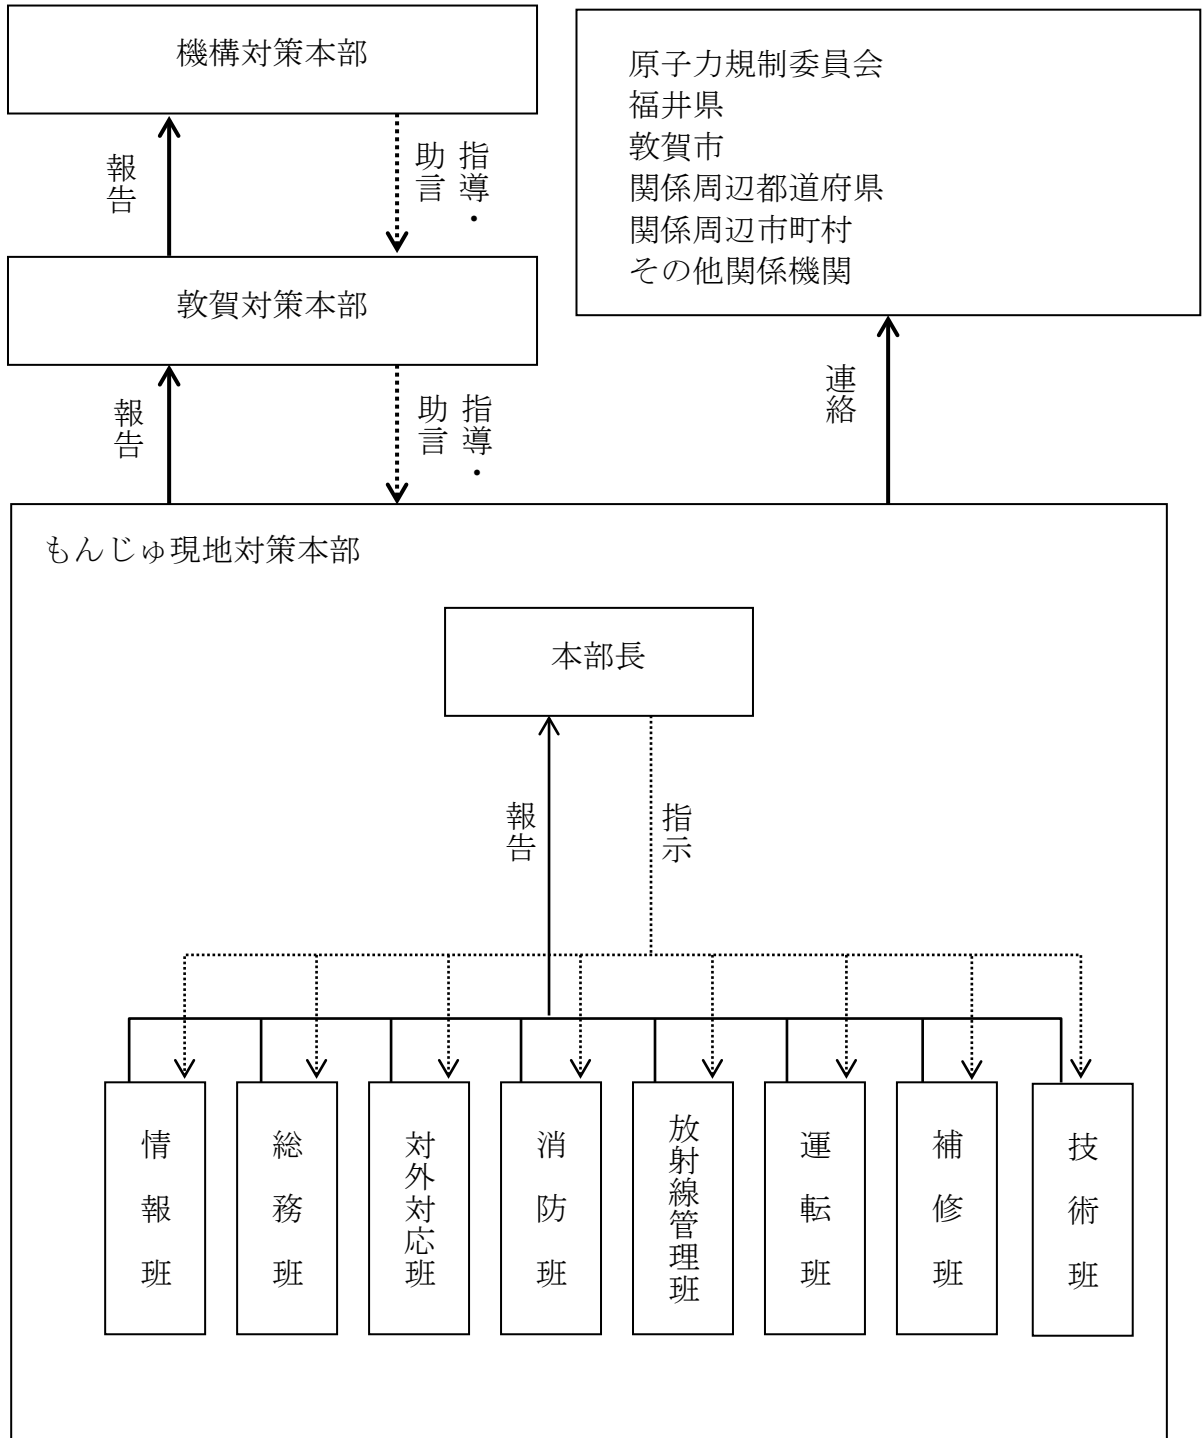 機構対策本部
原子力規制委員会
福井県
敦賀市
関係周辺都道府県
関係周辺市町村
その他関係機関
報告
指導・
助言
敦賀対策本部
連絡
報告
指導・
助言
もんじゅ現地対策本部
本部長
報告
指示
情報班
総務班
対外対応班
消防班
放射線管理班
運転班
補修班
技術班